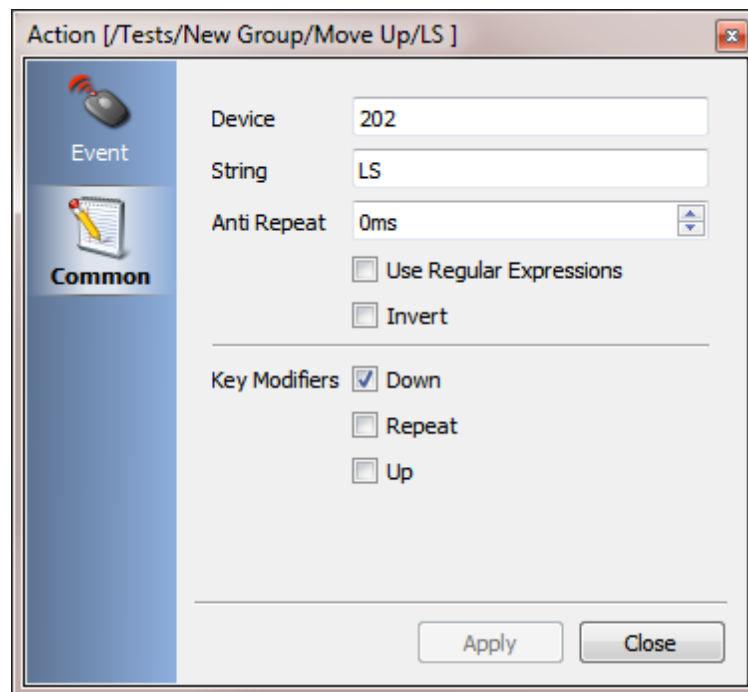 Action [/Tests/New Group/Move Up/LS ]
Event
Common
Device 202
String LS
Anti Repeat 0ms
Use Regular Expressions
Invert
Key Modifiers Down
Repeat
Up
Apply Close